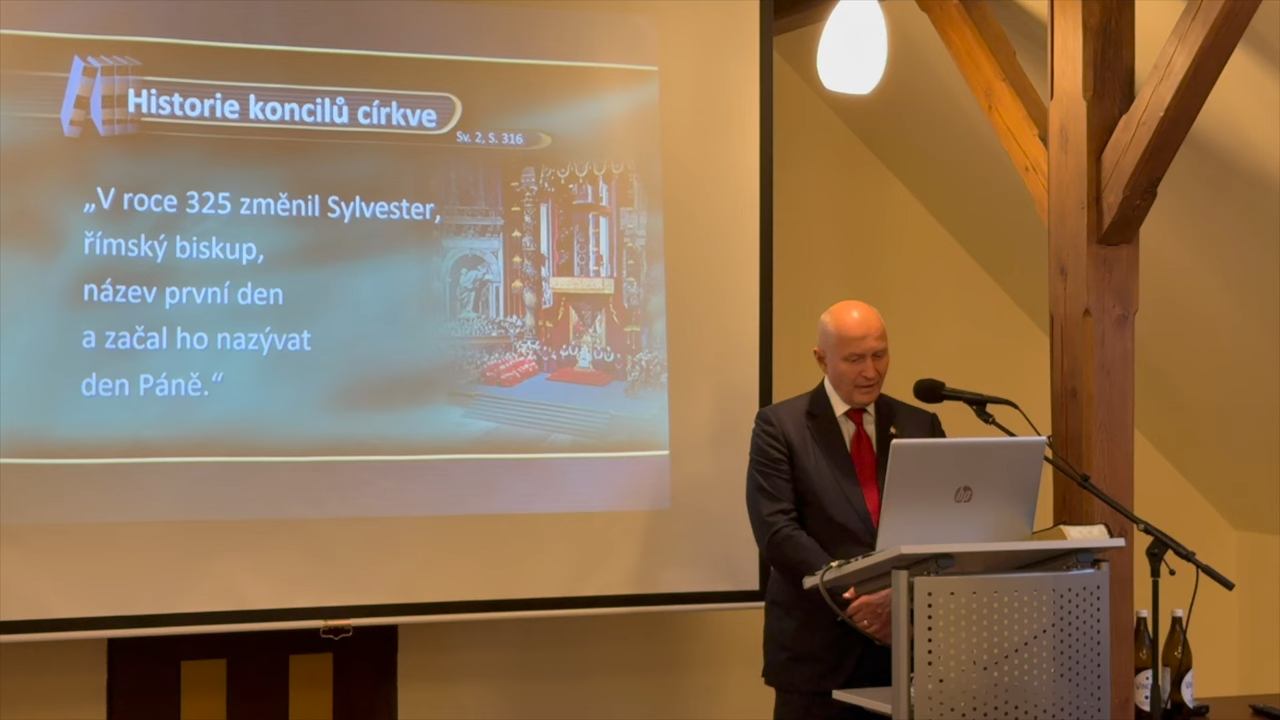 Historie koncilů církve
Sv. 2, S. 316
„V roce 325 změnil Sylvester,
římský biskup,
název první den
a začal ho nazývat
den Páně.“
hp